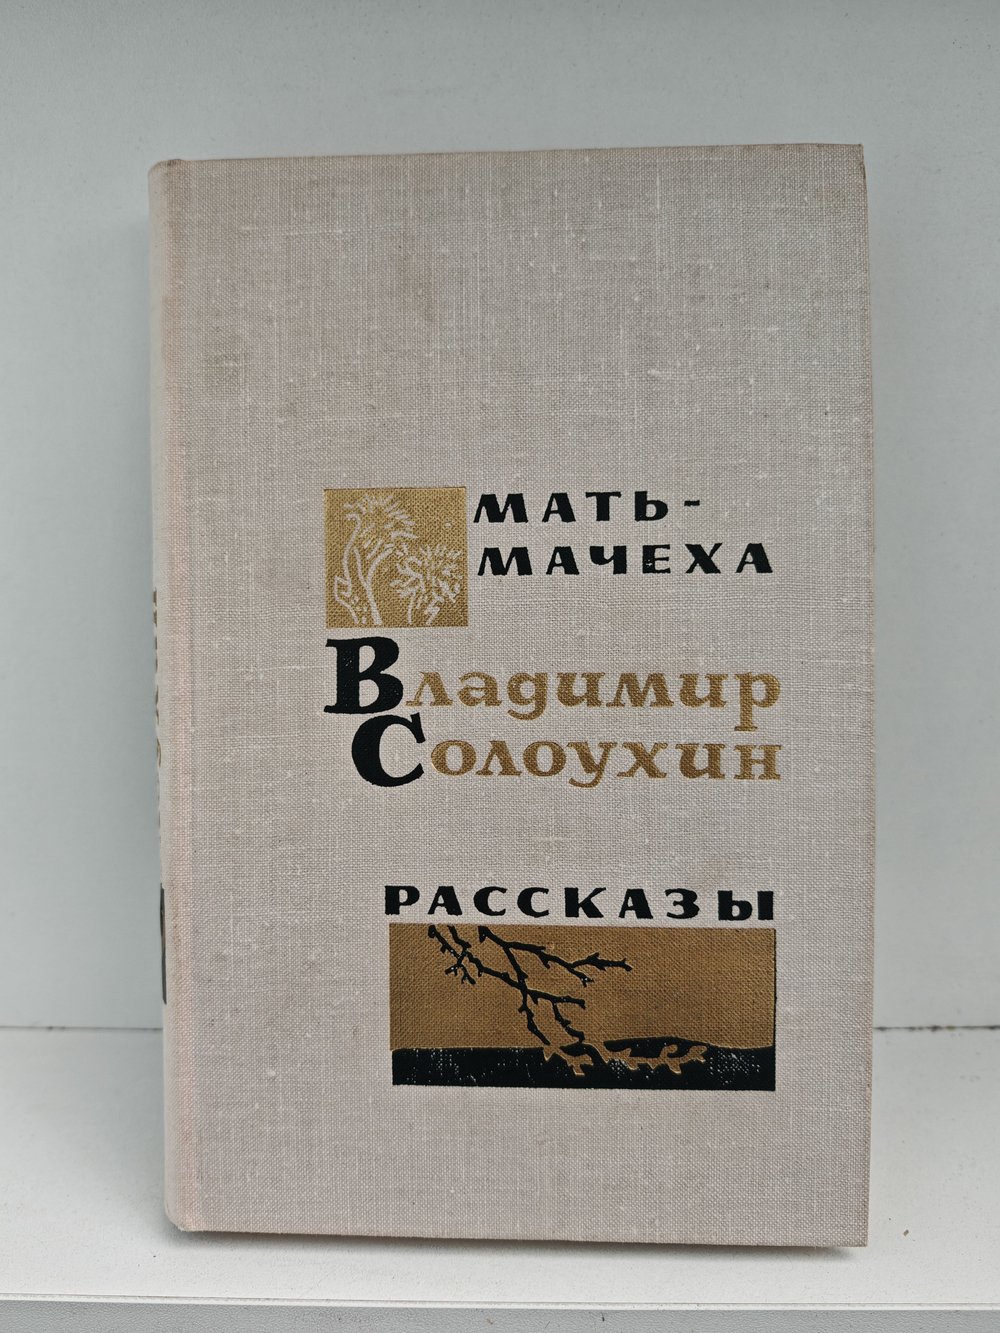 МАТЬ-
МАЧЕХА
Владимир
Солоухин
РАССКАЗЫ